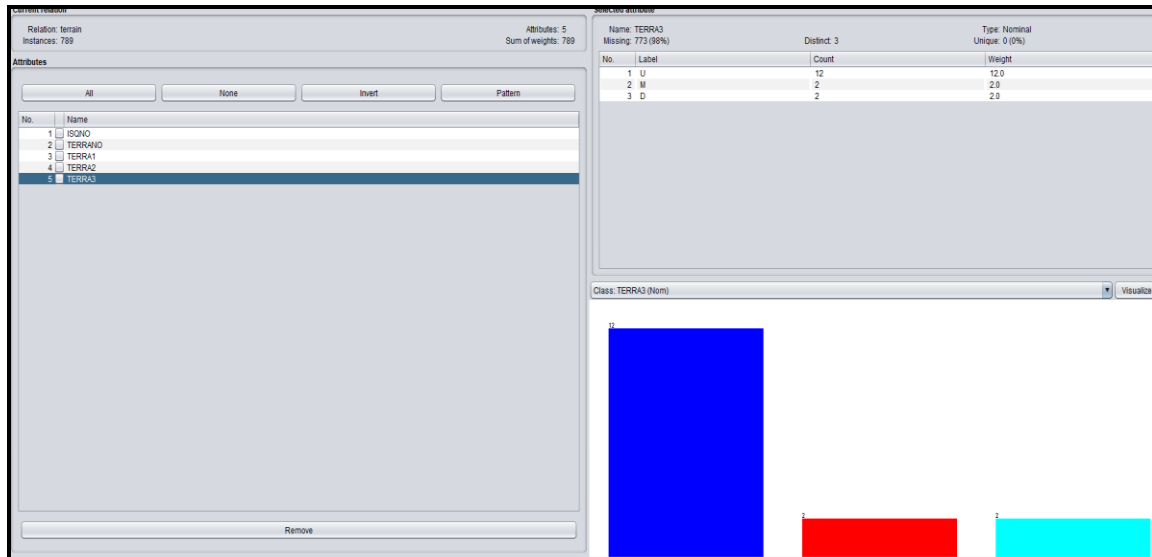 Current relation
Relation: terrain
Attributes: 5
Instances: 789
Sum of weights: 789
Attributes
All
None
Invert
Pattern
No.
Name
1 ISQNO
2 TERRANO
3 TERRA1
4 TERRA2
5 TERRA3
Remove
Selected attribute
Name: TERRA3
Type: Nominal
Missing: 773 (98%)
Distinct: 3
Unique: 0 (0%)
No. Label Count Weight
1 U 12 12.0
2 M 2 2.0
3 D 2 2.0
Class: TERRA3 (Nom)
Visualize
12
2
2